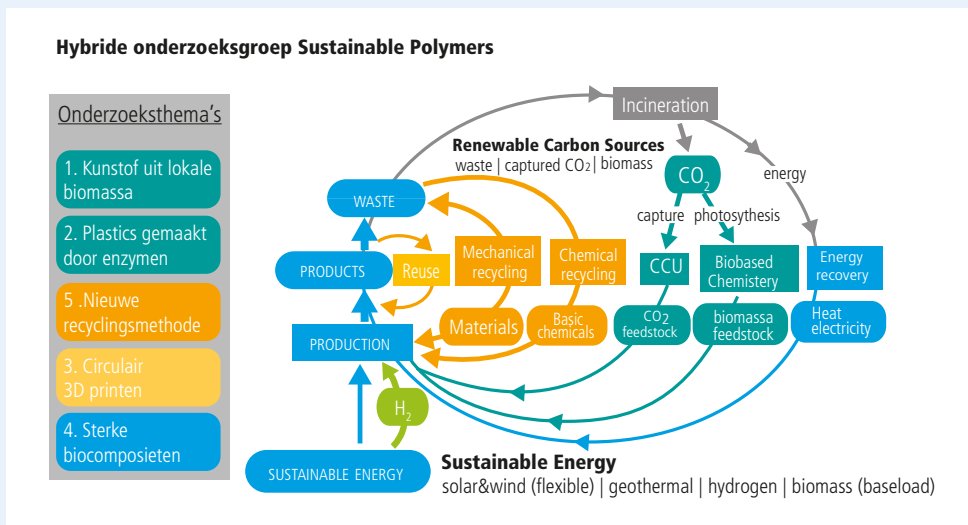 Hybride onderzoeksgroep Sustainable Polymers
Onderzoeksthema's
1. Kunstof uit lokale
biomassa
2. Plastics gemaakt
door enzymen
5 .Nieuwe
recyclingsmethode
3. Circulair
3D printen
4. Sterke
biocomposieten
Incineration
Renewable Carbon Sources
waste | captured CO₂ | biomass
CO₂
energy
WASTE
capture
photosythesis
PRODUCTS
Reuse
Mechanical
recycling
Chemical
recycling
CCU
Biobased
Chemistery
Energy
recovery
PRODUCTION
Materials
Basic
chemicals
CO₂
feedstock
biomassa
feedstock
Heat
electricity
H₂
SUSTAINABLE ENERGY
Sustainable Energy
solar&wind (flexible) | geothermal | hydrogen | biomass (baseload)